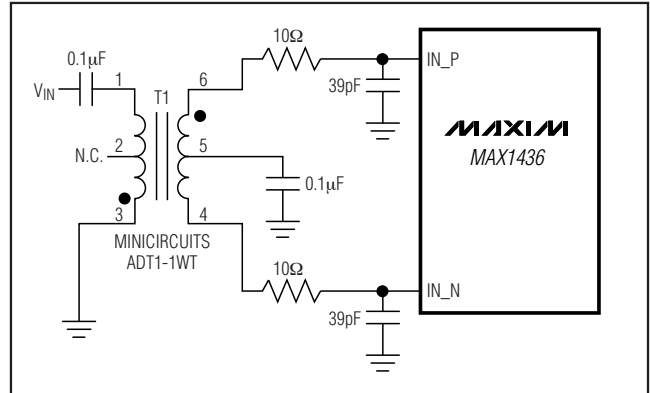 0.1μF
V_IN
1
T1
6
10Ω
39pF
IN_P
MAXIM
MAX1436
N.C.
2
5
0.1μF
3
4
MINICIRCUITS
ADT1-1WT
10Ω
39pF
IN_N